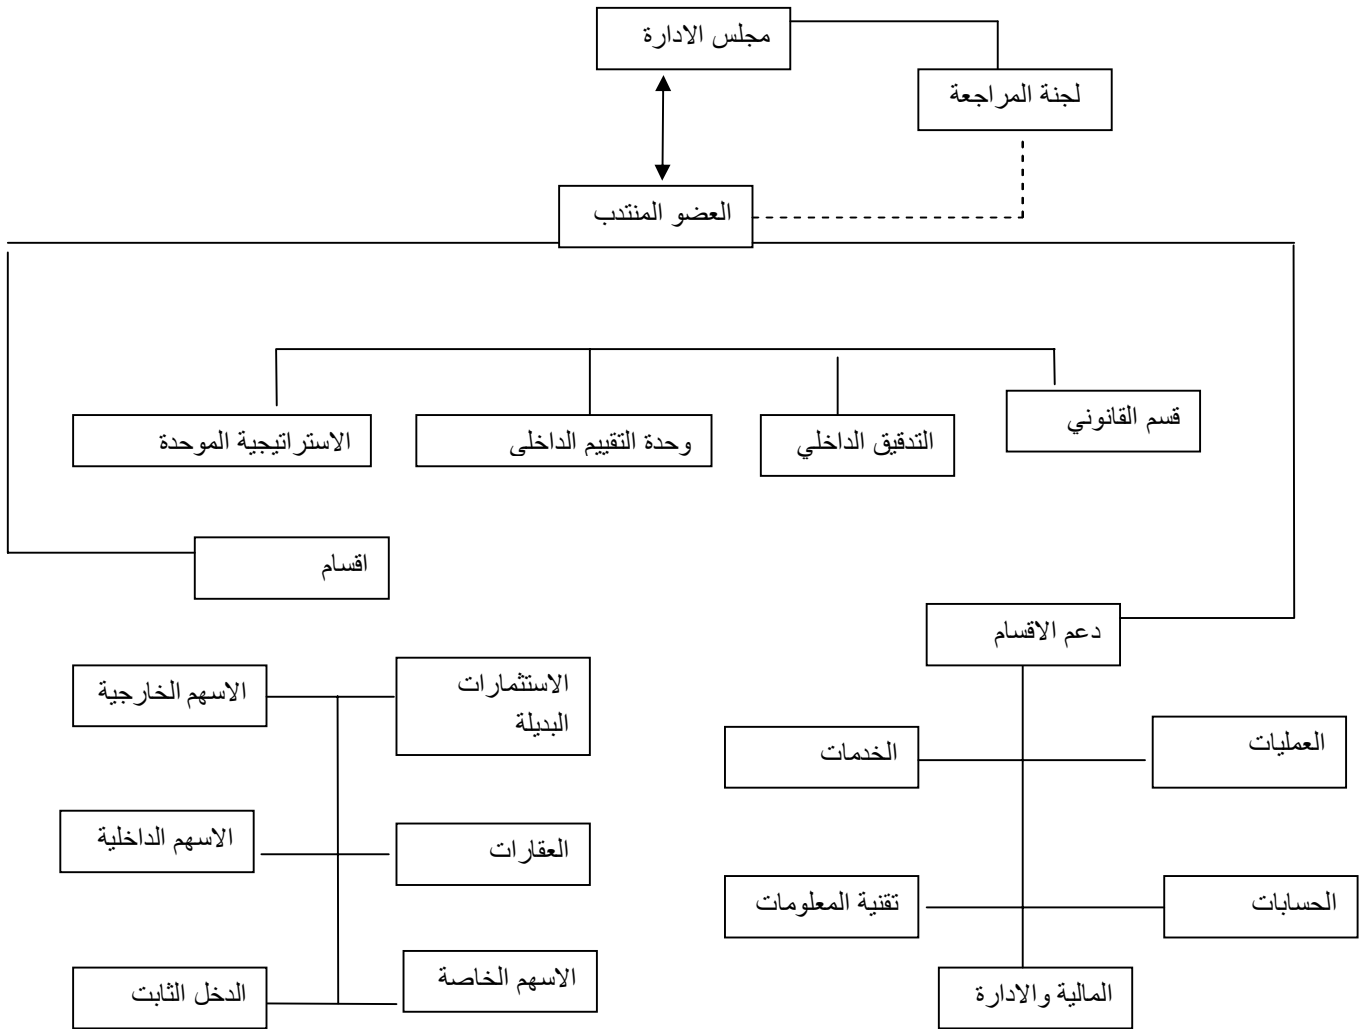 مجلس الادارة
لجنة المراجعة
العضو المنتدب
قسم القانوني
التدقيق الداخلي
وحدة التقييم الداخلى
الاستراتيجية الموحدة
اقسام
دعم الاقسام
الاستثمارات
البديلة
الاسهم الخارجية
العمليات
الخدمات
العقارات
الاسهم الداخلية
الحسابات
تقنية المعلومات
الاسهم الخاصة
الدخل الثابت
المالية والادارة